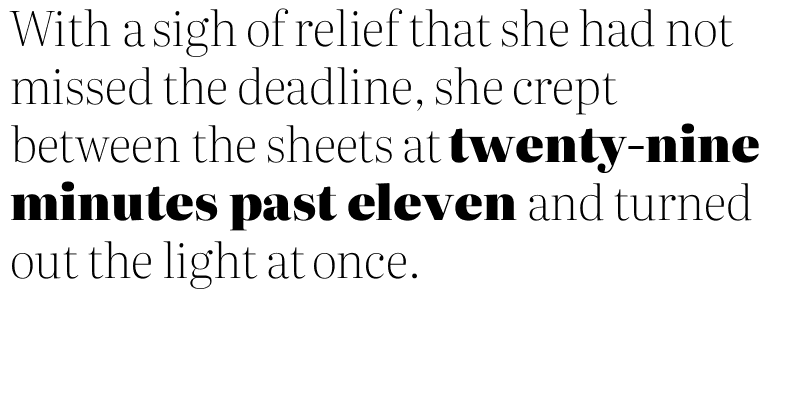 With a sigh of relief that she had not
missed the deadline, she crept
between the sheets at twenty-nine
minutes past eleven and turned
out the light at once.